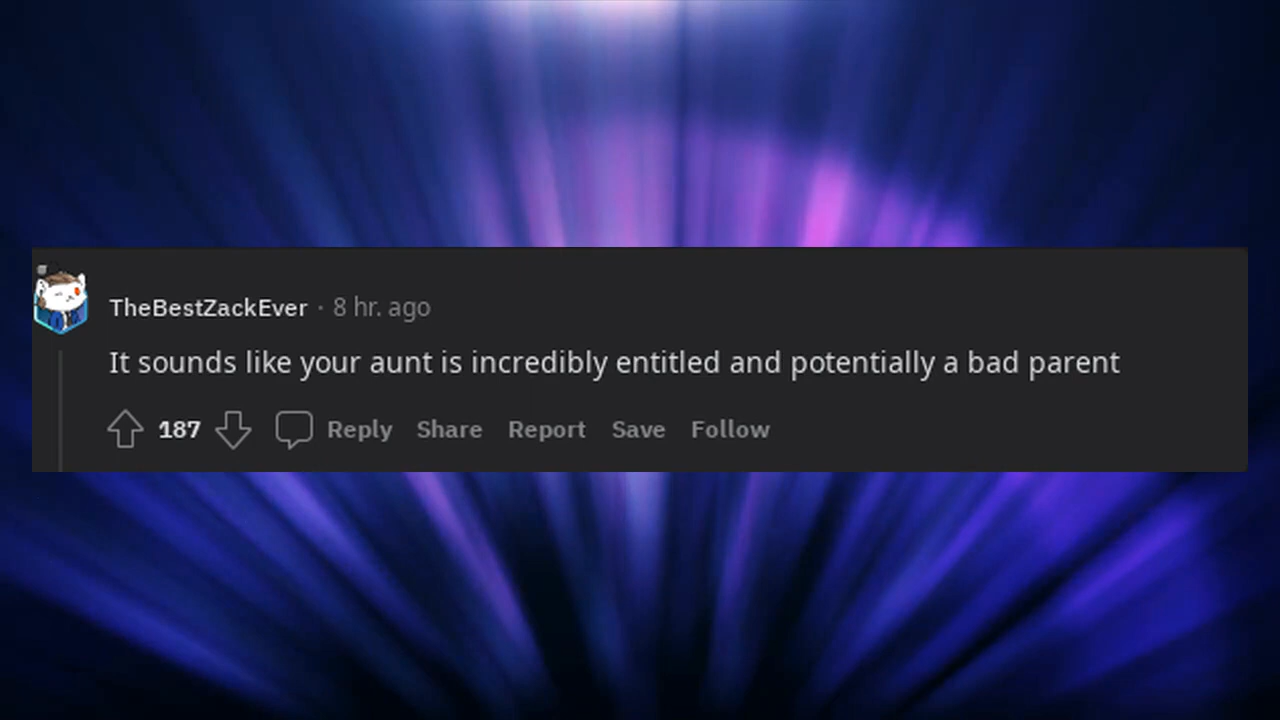 TheBestZackEver · 8 hr. ago
It sounds like your aunt is incredibly entitled and potentially a bad parent
187 Reply Share Report Save Follow